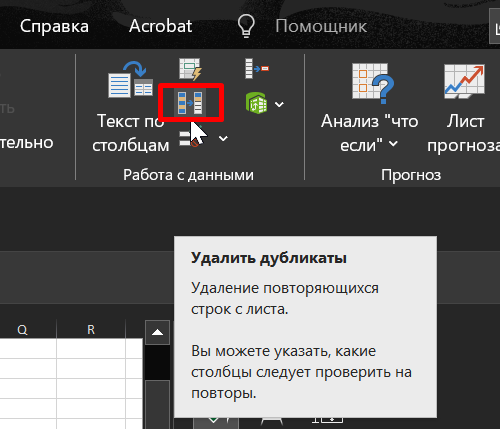 Справка Acrobat Помощник
ть
тельно
Текст по
столбцам
Анализ "что
если"
Лист
прогноза
Работа с данными
Прогноз
Удалить дубликаты
Удаление повторяющихся
строк с листа.
Вы можете указать, какие
столбцы следует проверить на
повторы.
Q R